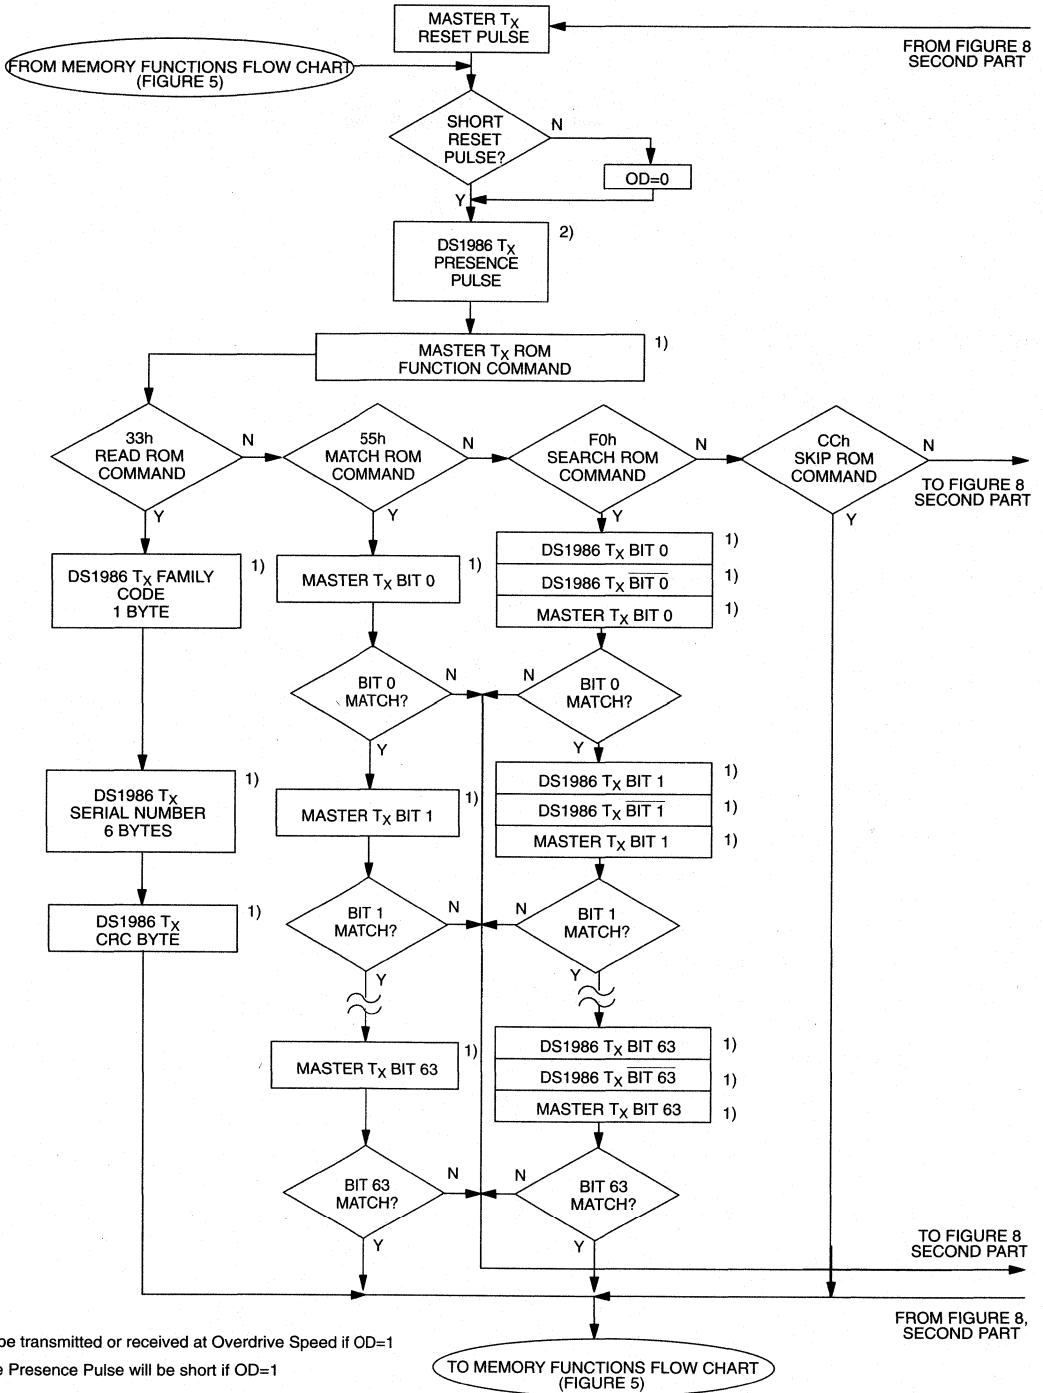 MASTER TX
RESET PULSE
FROM FIGURE 8
SECOND PART
FROM MEMORY FUNCTIONS FLOW CHART
(FIGURE 5)
SHORT
RESET
PULSE?
N
OD=0
Y
DS1986 TX
PRESENCE
PULSE
2)
MASTER TX ROM
FUNCTION COMMAND
1)
33h
READ ROM
COMMAND
N
55h
MATCH ROM
COMMAND
N
F0h
SEARCH ROM
COMMAND
N
CCh
SKIP ROM
COMMAND
N
TO FIGURE 8
SECOND PART
Y
Y
Y
Y
DS1986 TX FAMILY
CODE
1 BYTE
1)
MASTER TX BIT 0
1)
DS1986 TX BIT 0
1)
DS1986 TX BIT 0
1)
MASTER TX BIT 0
1)
BIT 0
MATCH?
N
N
BIT 0
MATCH?
Y
Y
DS1986 TX
SERIAL NUMBER
6 BYTES
1)
MASTER TX BIT 1
1)
DS1986 TX BIT 1
1)
DS1986 TX BIT 1
1)
MASTER TX BIT 1
1)
DS1986 TX
CRC BYTE
1)
BIT 1
MATCH?
N
N
BIT 1
MATCH?
Y
Y
MASTER TX BIT 63
1)
DS1986 TX BIT 63
1)
DS1986 TX BIT 63
1)
MASTER TX BIT 63
1)
BIT 63
MATCH?
N
N
BIT 63
MATCH?
Y
Y
TO FIGURE 8
SECOND PART
FROM FIGURE 8,
SECOND PART
be transmitted or received at Overdrive Speed if OD=1
e Presence Pulse will be short if OD=1
TO MEMORY FUNCTIONS FLOW CHART
(FIGURE 5)